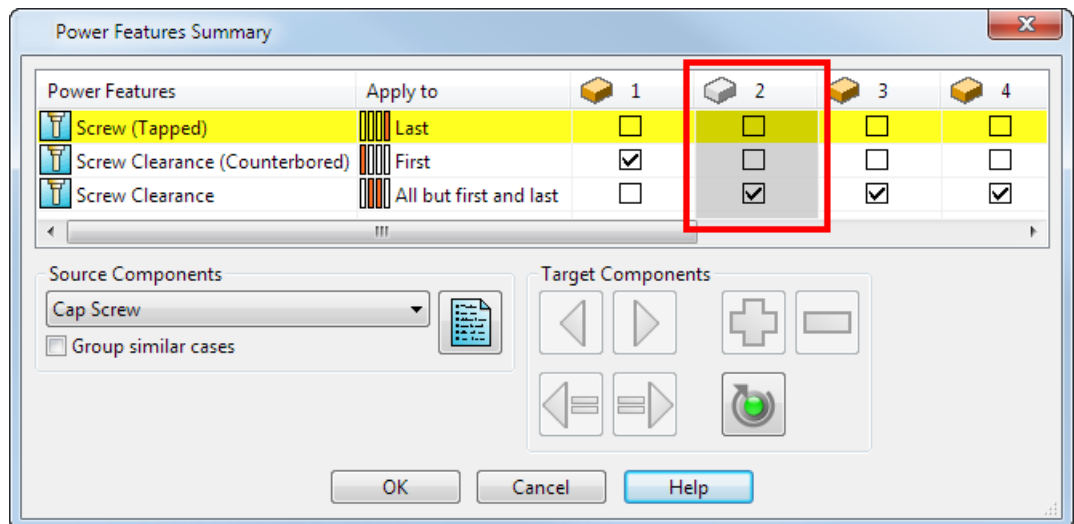 Power Features Summary
Power Features Apply to 1 2 3 4
Screw (Tapped) Last
Screw Clearance (Counterbored) First
Screw Clearance All but first and last
Source Components Target Components
Cap Screw
Group similar cases
OK Cancel Help